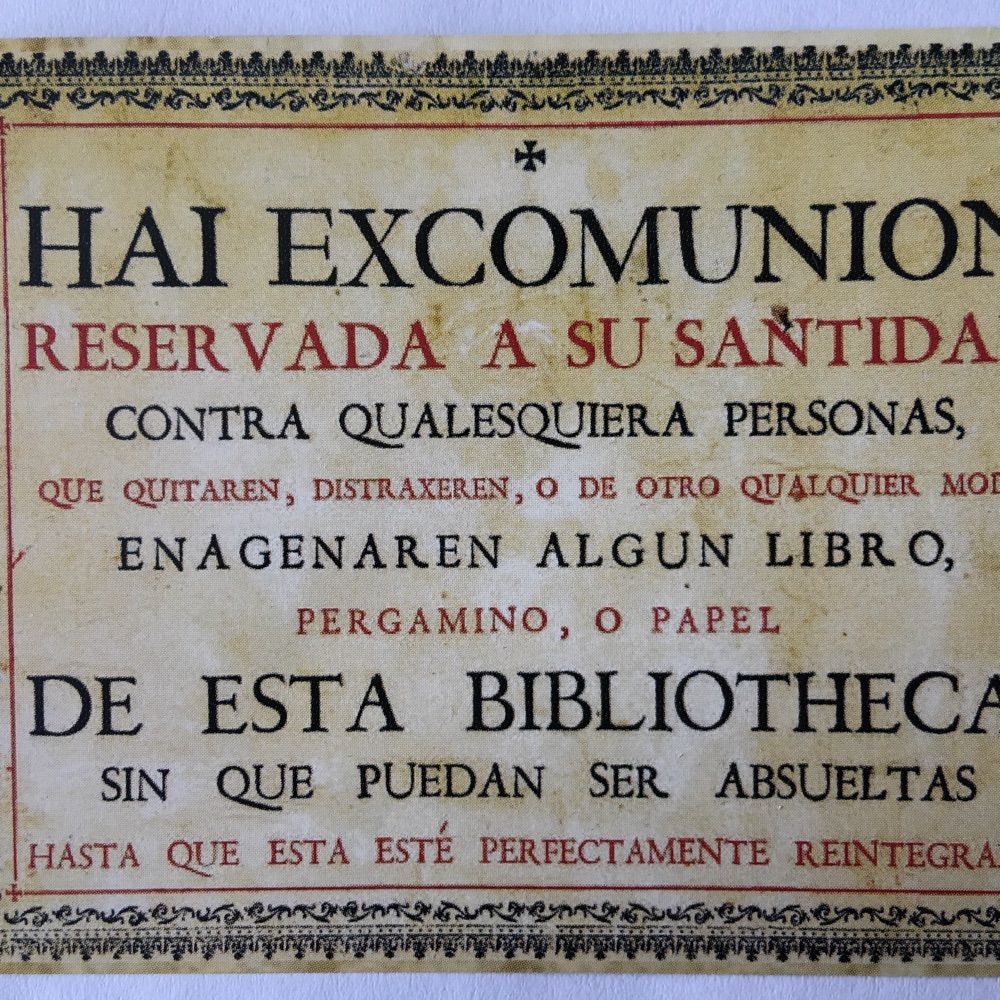 HAI EXCOMUNION
RESERVADA A SU SANTIDA
CONTRA QUALESQUIERA PERSONAS,
QUE QUITAREN, DISTRAXEREN, O DE OTRO QUALQUIER MOD
ENAGENAREN ALGUN LIBRO,
PERGAMINO, O PAPEL
DE ESTA BIBLIOTHECA
SIN QUE PUEDAN SER ABSUELTAS
HASTA QUE ESTA ESTÉ PERFECTAMENTE REINTEGRA